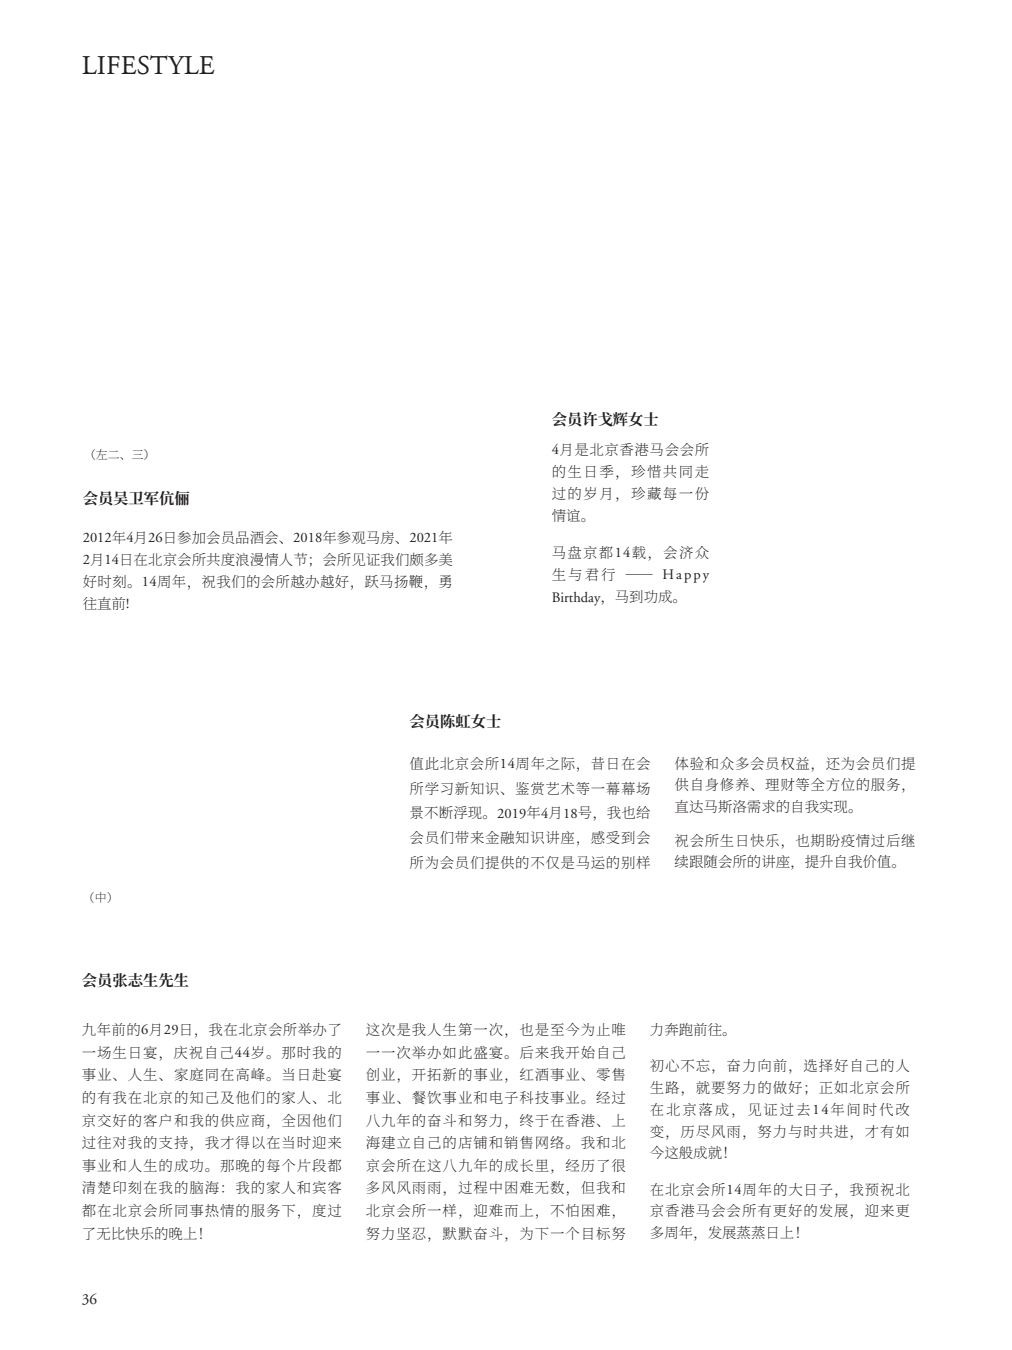 LIFESTYLE
（左二、三）
会员吴卫军伉俪
2012年4月26日参加会员品酒会、2018年参观马房、2021年
2月14日在北京会所共度浪漫情人节；会所见证我们颇多美
好时刻。14周年，祝我们的会所越办越好，跃马扬鞭，勇
往直前!
会员许戈辉女士
4月是北京香港马会会所
的生日季，珍惜共同走
过的岁月，珍藏每一份
情谊。
马盘京都14载，会济众
生与君行 —— Happy
Birthday，马到功成。
会员陈虹女士
值此北京会所14周年之际，昔日在会
所学习新知识、鉴赏艺术等一幕幕场
景不断浮现。2019年4月18号，我也给
会员们带来金融知识讲座，感受到会
所为会员们提供的不仅是马运的别样
体验和众多会员权益，还为会员们提
供自身修养、理财等全方位的服务，
直达马斯洛需求的自我实现。
祝会所生日快乐，也期盼疫情过后继
续跟随会所的讲座，提升自我价值。
（中）
会员张志生先生
九年前的6月29日，我在北京会所举办了
一场生日宴，庆祝自己44岁。那时我的
事业、人生、家庭同在高峰。当日赴宴
的有我在北京的知己及他们的家人、北
京交好的客户和我的供应商，全因他们
过往对我的支持，我才得以在当时迎来
事业和人生的成功。那晚的每个片段都
清楚印刻在我的脑海：我的家人和宾客
都在北京会所同事热情的服务下，度过
了无比快乐的晚上！
这次是我人生第一次，也是至今为止唯
一一次举办如此盛宴。后来我开始自己
创业，开拓新的事业，红酒事业、零售
事业、餐饮事业和电子科技事业。经过
八九年的奋斗和努力，终于在香港、上
海建立自己的店铺和销售网络。我和北
京会所在这八九年的成长里，经历了很
多风风雨雨，过程中困难无数，但我和
北京会所一样，迎难而上，不怕困难，
努力坚忍，默默奋斗，为下一个目标努
力奔跑前往。
初心不忘，奋力向前，选择好自己的人
生路，就要努力的做好；正如北京会所
在北京落成，见证过去14年间时代改
变，历尽风雨，努力与时共进，才有如
今这般成就！
在北京会所14周年的大日子，我预祝北
京香港马会会所有更好的发展，迎来更
多周年，发展蒸蒸日上！
36